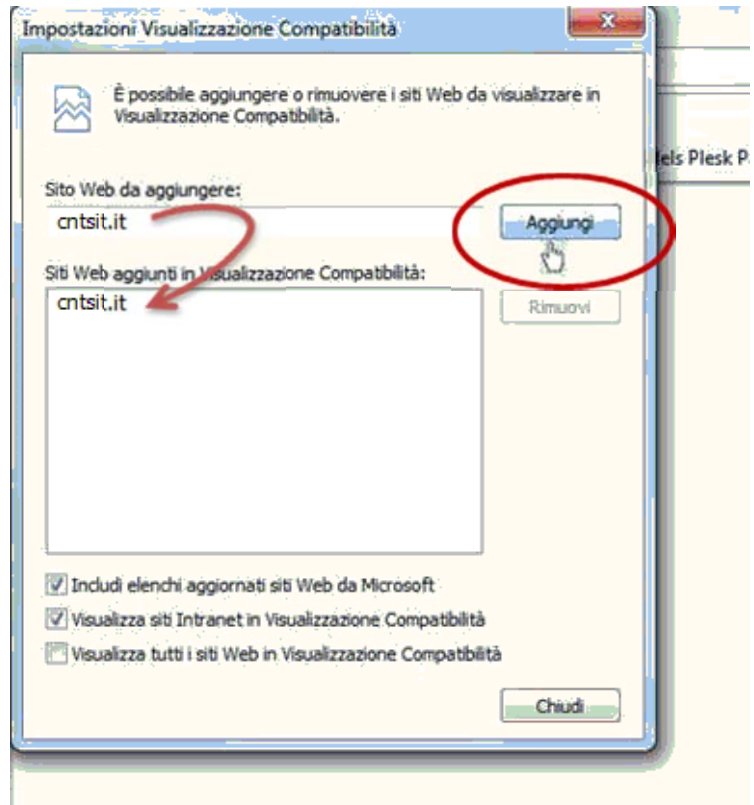 Impostazioni Visualizzazione Compatibilità
È possibile aggiungere o rimuovere i siti Web da visualizzare in
Visualizzazione Compatibilità.
lels Plesk P
Sito Web da aggiungere:
cntsit.it
Aggiungi
Siti Web aggiunti in Visualizzazione Compatibilità:
cntsit.it
Rimuovi
Includi elenchi aggiornati siti Web da Microsoft
Visualizza siti Intranet in Visualizzazione Compatibilità
Visualizza tutti i siti Web in Visualizzazione Compatibilità
Chiudi